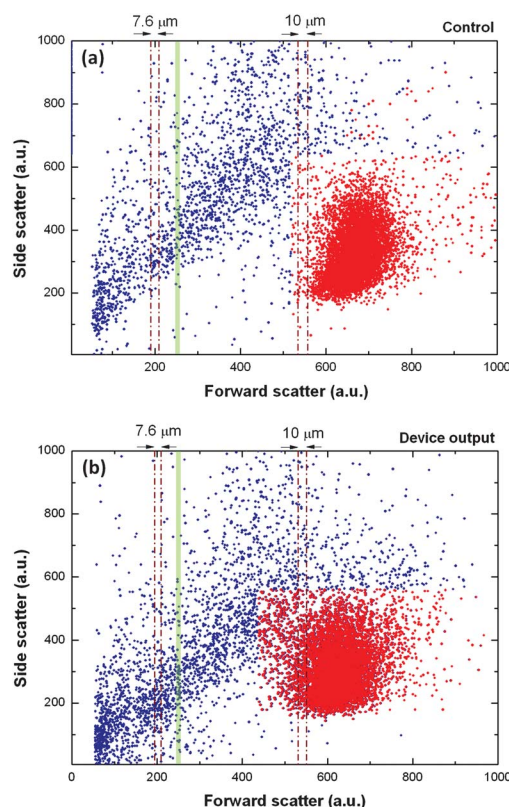 7.6 μm
10 μm
Control
(a)
1000
800
600
400
200
Side scatter (a.u.)
200
400
600
800
1000
Forward scatter (a.u.)
7.6 μm
10 μm
Device output
(b)
1000
800
600
400
200
Side scatter (a.u.)
0
200
400
600
800
1000
Forward scatter (a.u.)